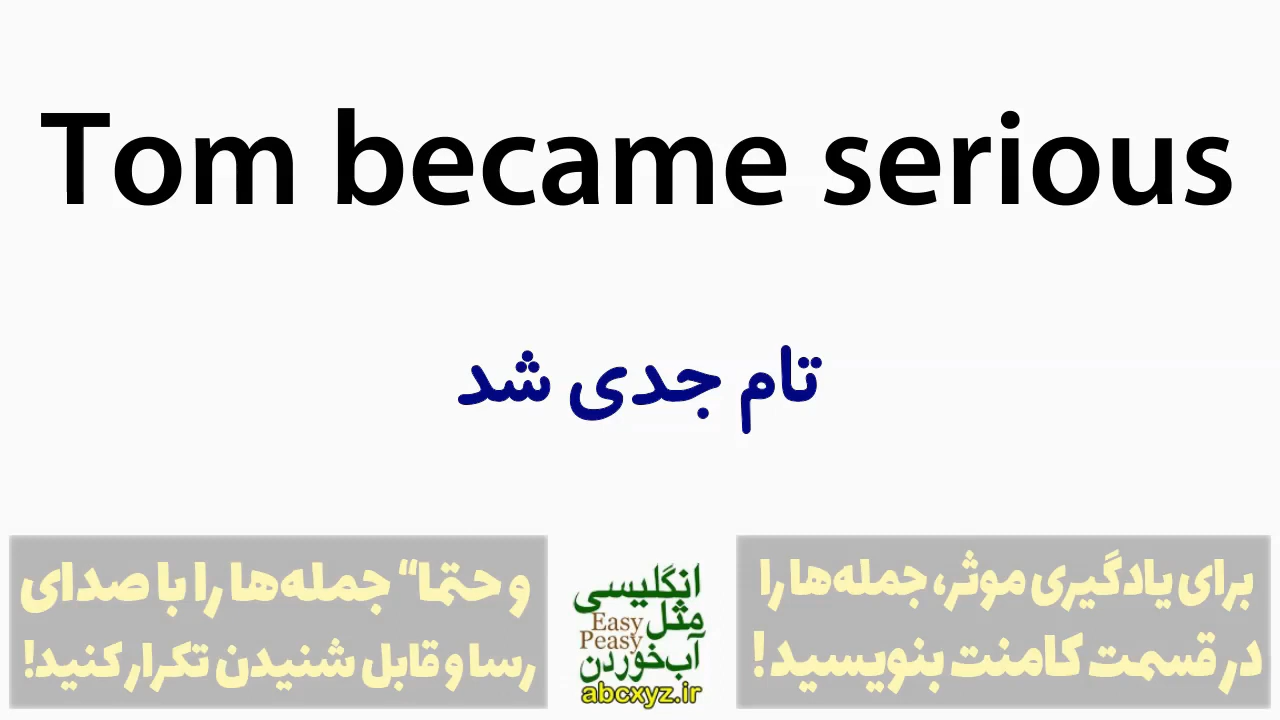 Tom became serious
تام جدی شد
برای یادگیری موثر، جمله‌ها را
در قسمت کامنت بنویسید !
انگلیسی
مثل
Easy
Peasy
آب‌خوردن
abcxyz.ir
و حتما“ جمله‌ها را با صدای
رسا و قابل شنیدن تکرار کنید!